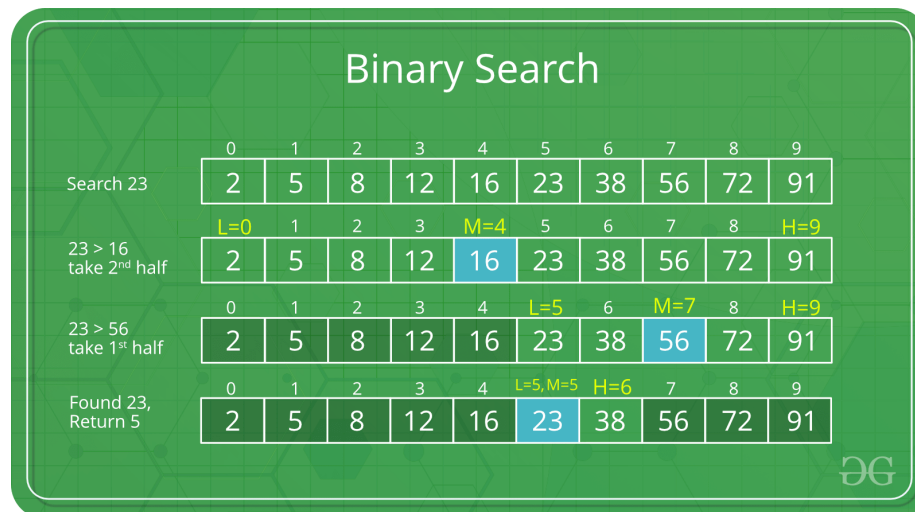 Binary Search
0 1 2 3 4 5 6 7 8 9
Search 23
2 5 8 12 16 23 38 56 72 91
L=0 1 2 3 M=4 5 6 7 8 H=9
23 > 16
take 2nd half
2 5 8 12 16 23 38 56 72 91
0 1 2 3 4 L=5 6 M=7 8 H=9
23 > 56
take 1st half
2 5 8 12 16 23 38 56 72 91
0 1 2 3 4 L=5, M=5 H=6 7 8 9
Found 23,
Return 5
2 5 8 12 16 23 38 56 72 91
GG